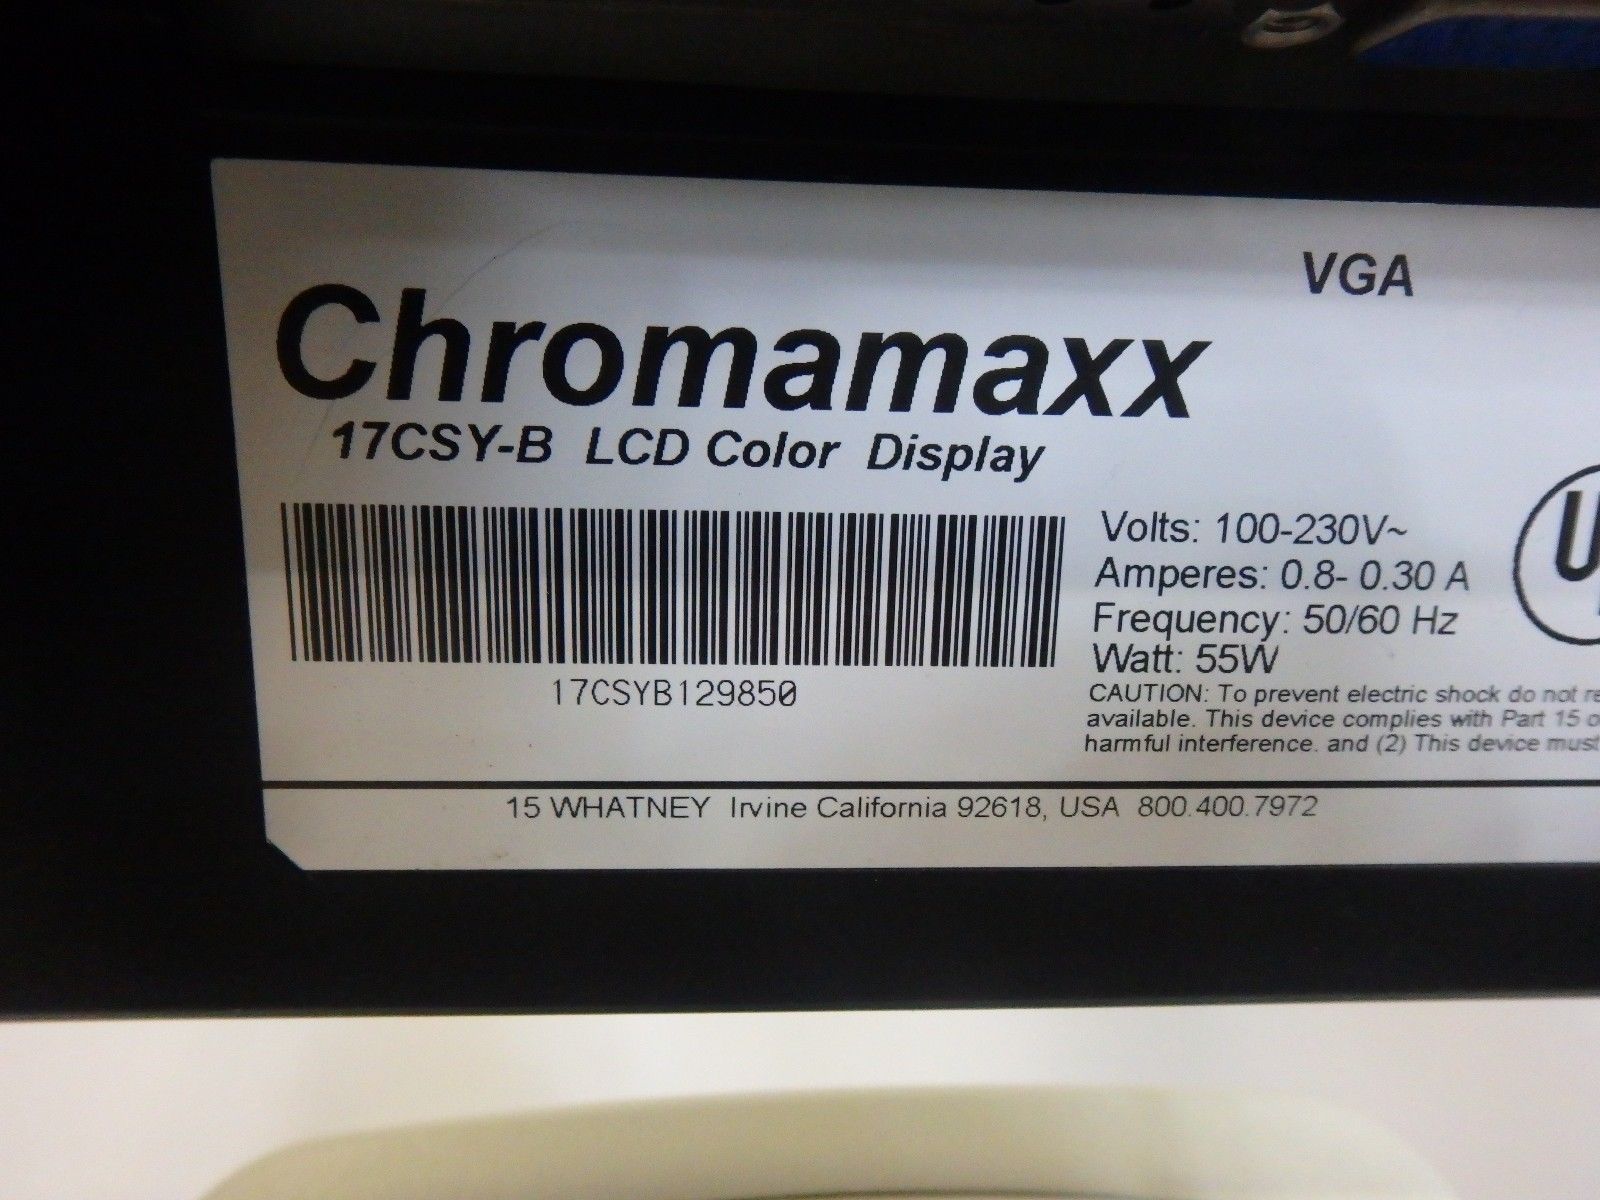 VGA
Chromamaxx
17CSY-B LCD Color Display
Volts: 100-230V~
Amperes: 0.8- 0.30 A
Frequency: 50/60 Hz
Watt: 55W
17CSYB129850
CAUTION: To prevent electric shock do not
available. This device complies with Part 15
harmful interference. and (2) This device must
15 WHATNEY Irvine California 92618, USA 800.400.7972